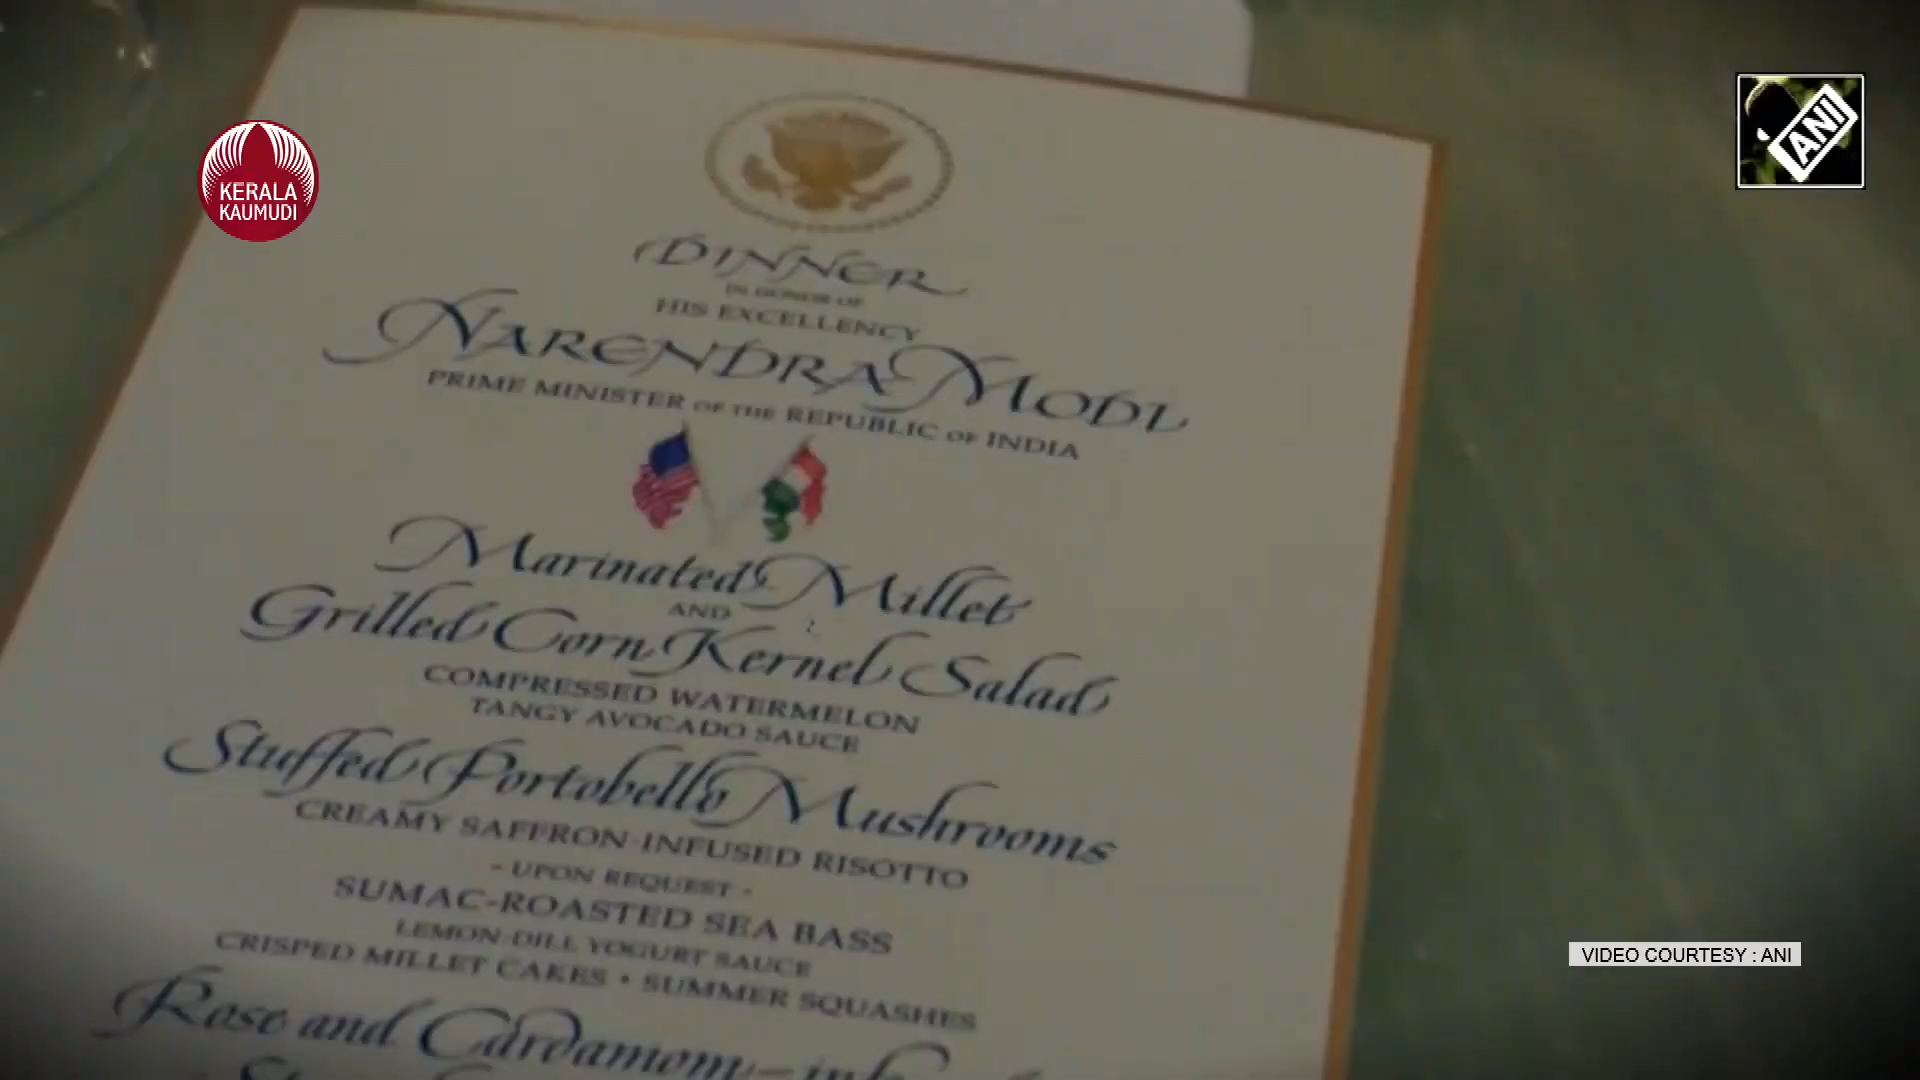 KERALA
KAUMUDI
ANI
DINNER
IN HONOR OF
HIS EXCELLENCY
NARENDRA MODI
PRIME MINISTER OF THE REPUBLIC OF INDIA
Marinated Millet
AND
Grilled Corn Kernel Salad
COMPRESSED WATERMELON
TANGY AVOCADO SAUCE
Stuffed Portobello Mushrooms
CREAMY SAFFRON-INFUSED RISOTTO
- UPON REQUEST -
SUMAC-ROASTED SEA BASS
LEMON-DILL YOGURT SAUCE
CRISPED MILLET CAKES • SUMMER SQUASHES
Rose and Cardamom-
VIDEO COURTESY : ANI